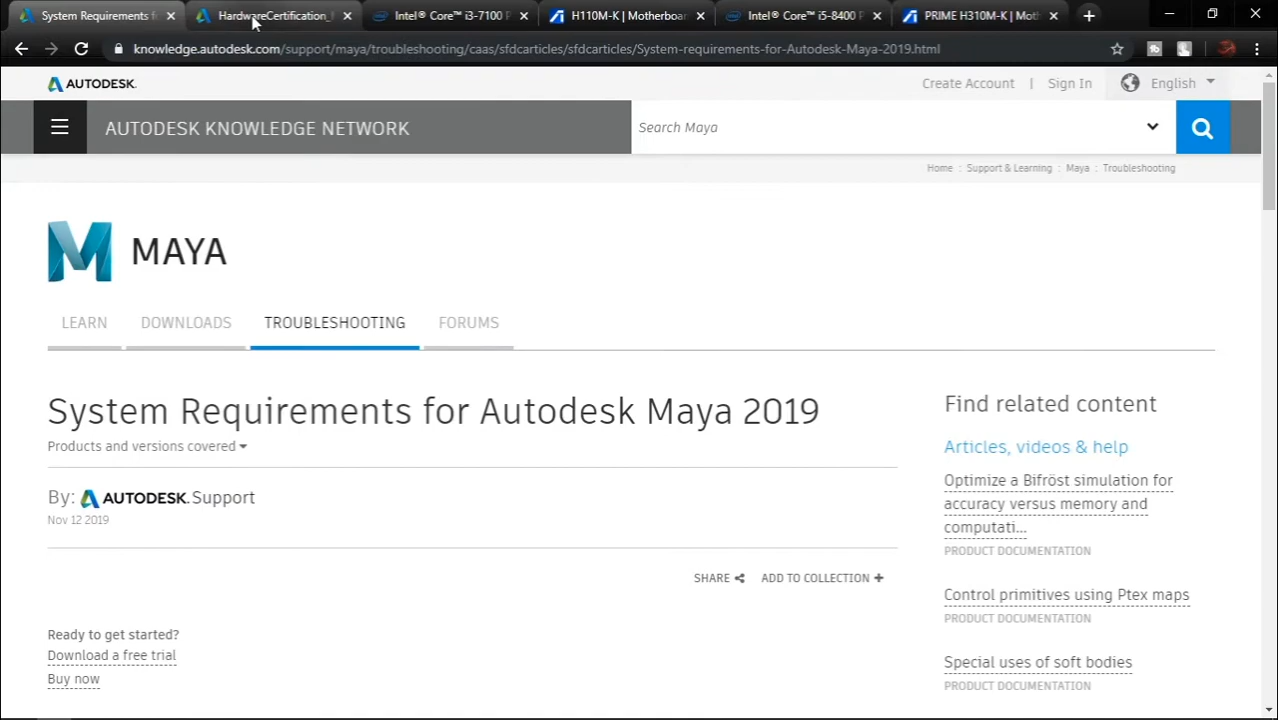 System Requirements f
HardwareCertification_
Intel® Core™ i3-7100 P
H110M-K | Motherboar
Intel® Core™ i5-8400 P
PRIME H310M-K | Moth
knowledge.autodesk.com/support/maya/troubleshooting/caas/sfdcarticles/sfdcarticles/System-requirements-for-Autodesk-Maya-2019.html
AUTODESK.
Create Account | Sign In
English
AUTODESK KNOWLEDGE NETWORK
Search Maya
Home : Support & Learning : Maya : Troubleshooting
MAYA
LEARN
DOWNLOADS
TROUBLESHOOTING
FORUMS
System Requirements for Autodesk Maya 2019
Products and versions covered
By: AUTODESK. Support
Nov 12 2019
SHARE
ADD TO COLLECTION
Ready to get started?
Download a free trial
Buy now
Find related content
Articles, videos & help
Optimize a Bifröst simulation for
accuracy versus memory and
computati...
PRODUCT DOCUMENTATION
Control primitives using Ptex maps
PRODUCT DOCUMENTATION
Special uses of soft bodies
PRODUCT DOCUMENTATION